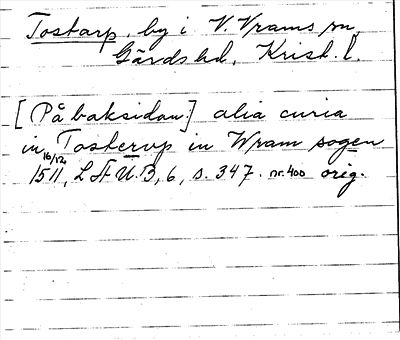 Tostarp, by i V. Vrams sn,
Gärds hd, Krist. l.
[På baksidan:] alia curia
in Tosterup in Wram sogen
16/12 1511, LÄUB, 6, s. 347. nr. 400 orig.